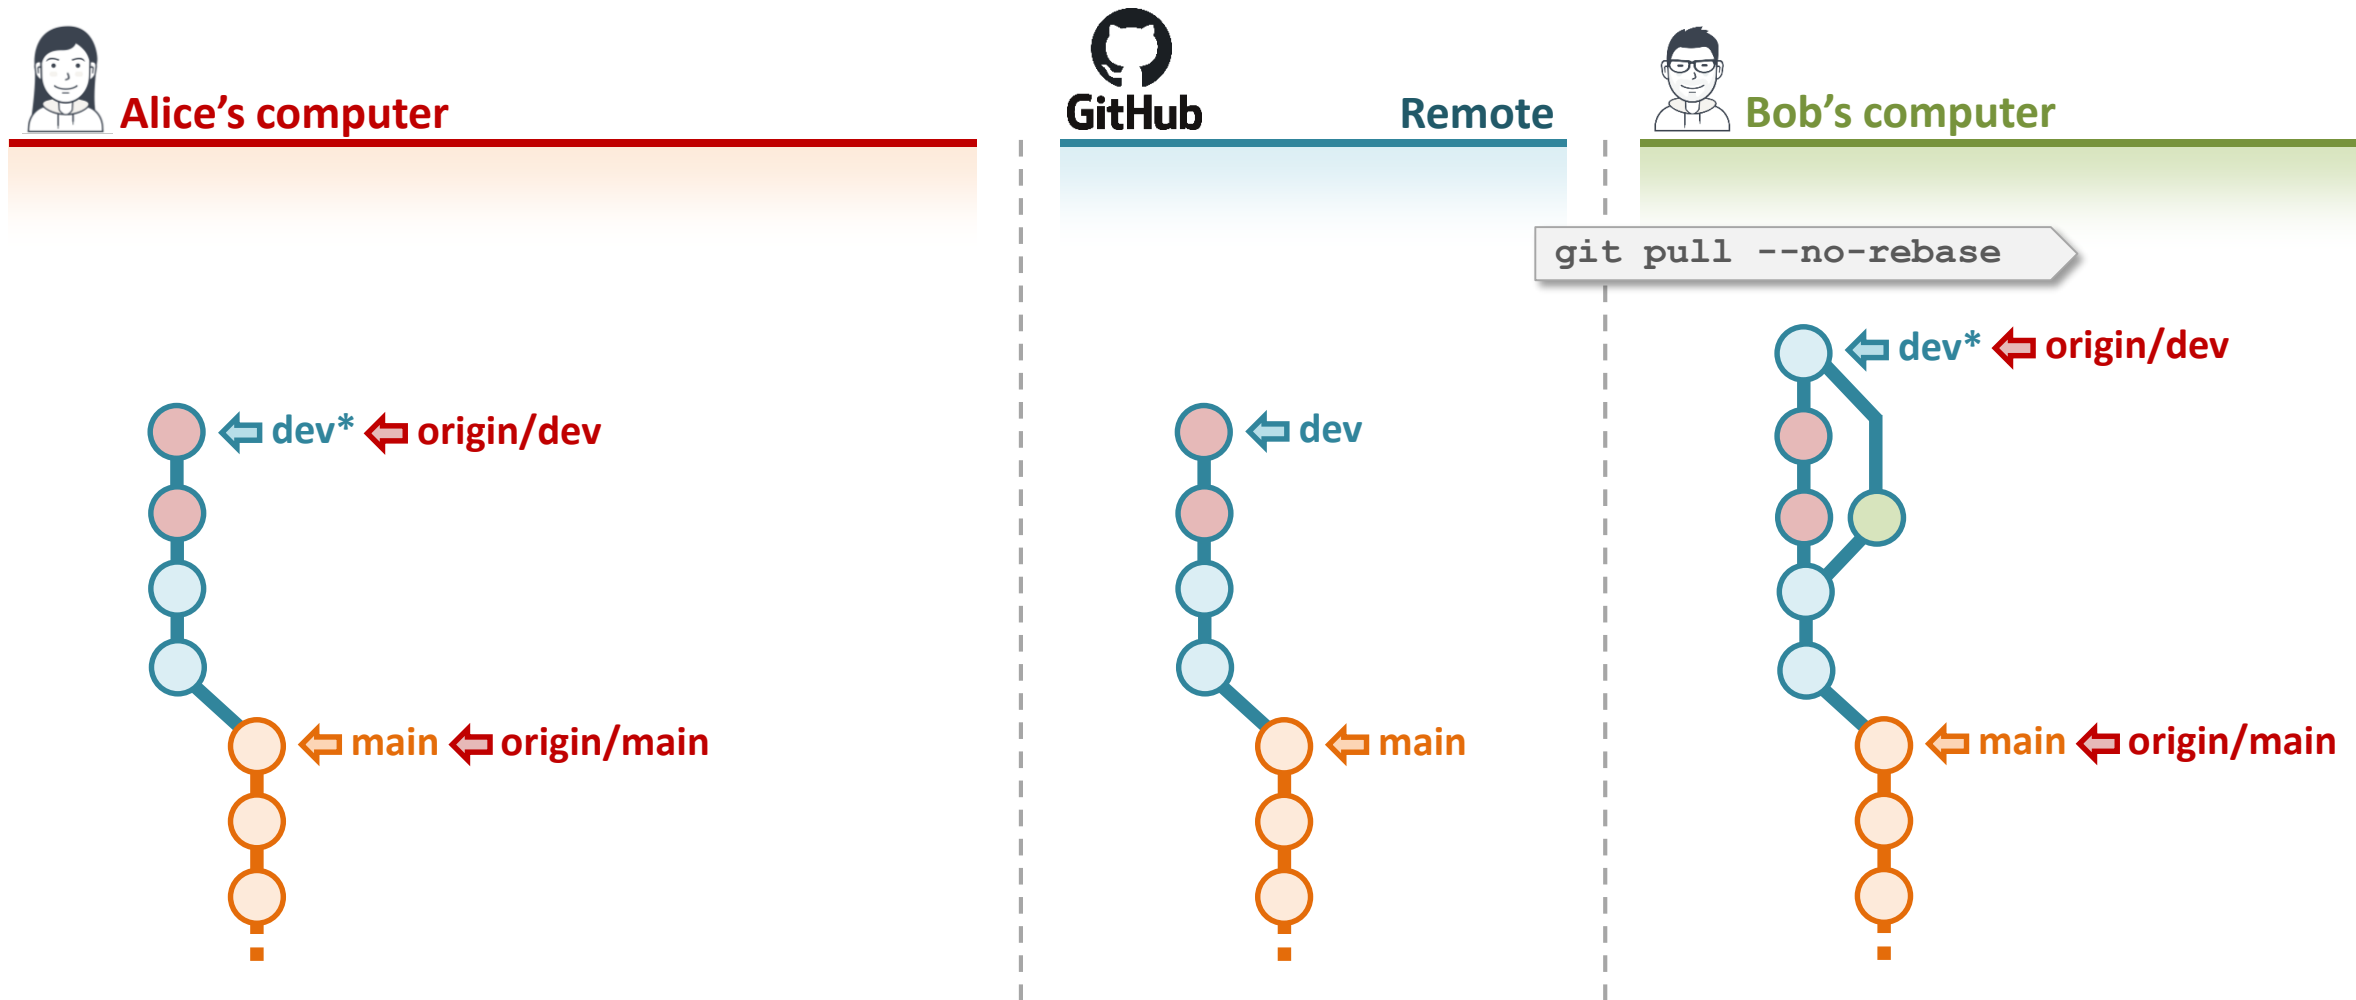 Alice’s computer
GitHub
Remote
Bob’s computer
git pull --no-rebase
dev* origin/dev
dev* origin/dev
dev
main origin/main
main
main origin/main